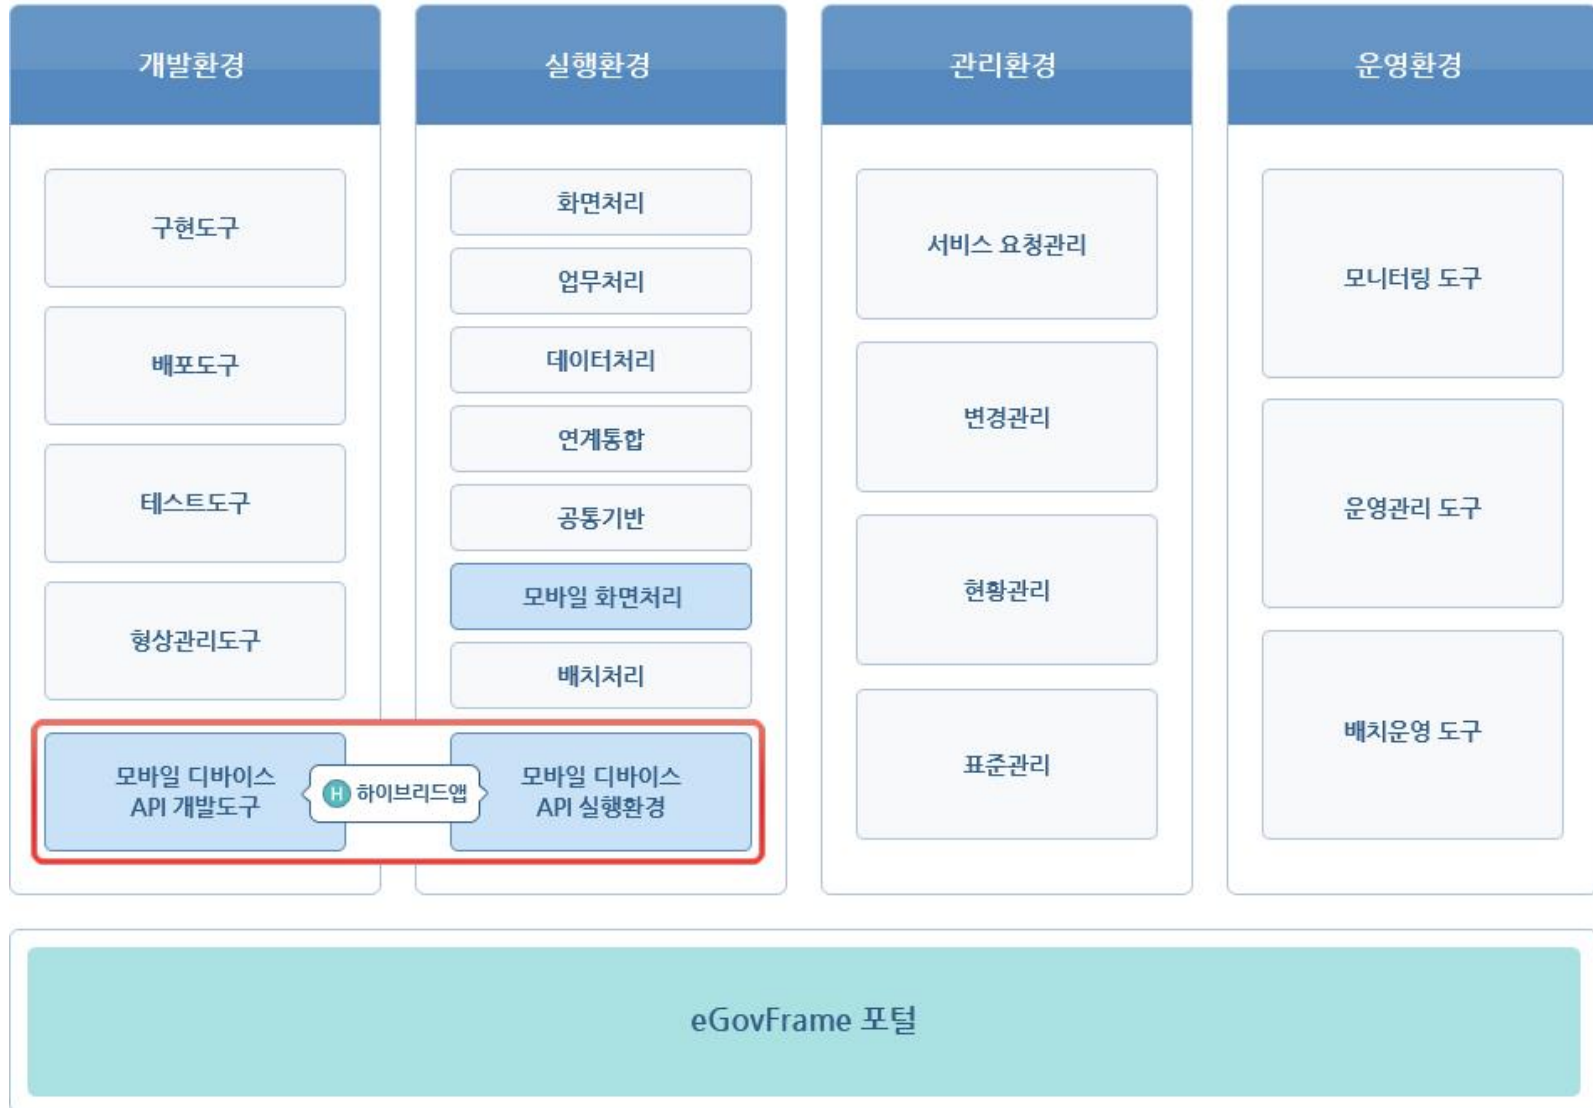 개발환경
구현도구
배포도구
테스트도구
형상관리도구
모바일 디바이스
API 개발도구
H 하이브리드앱
실행환경
화면처리
업무처리
데이터처리
연계통합
공통기반
모바일 화면처리
배치처리
모바일 디바이스
API 실행환경
관리환경
서비스 요청관리
변경관리
현황관리
표준관리
운영환경
모니터링 도구
운영관리 도구
배치운영 도구
eGovFrame 포털